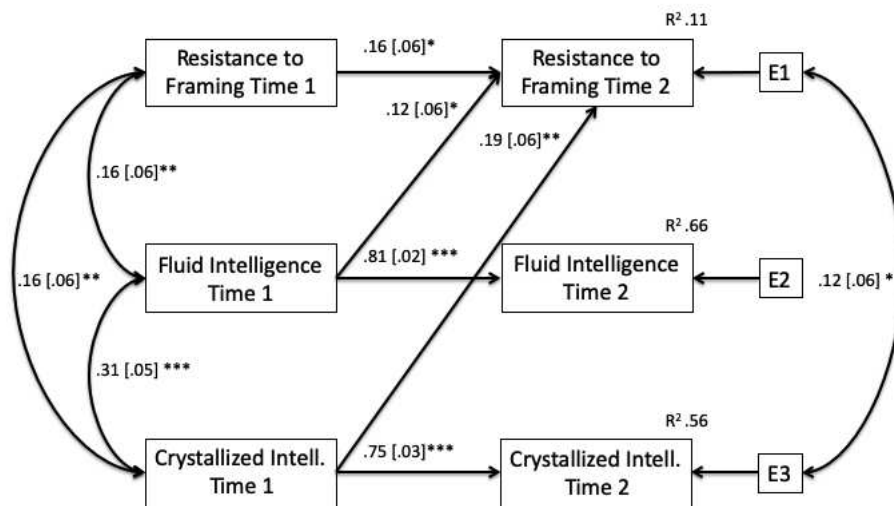 R² .11
Resistance to
Framing Time 1
.16 [.06]*
Resistance to
Framing Time 2
E1
.12 [.06]*
.19 [.06]**
.16 [.06]**
R² .66
Fluid Intelligence
Time 1
.81 [.02] ***
Fluid Intelligence
Time 2
E2
.16 [.06]**
.12 [.06] *
.31 [.05] ***
R² .56
Crystallized Intell.
Time 1
.75 [.03]***
Crystallized Intell.
Time 2
E3